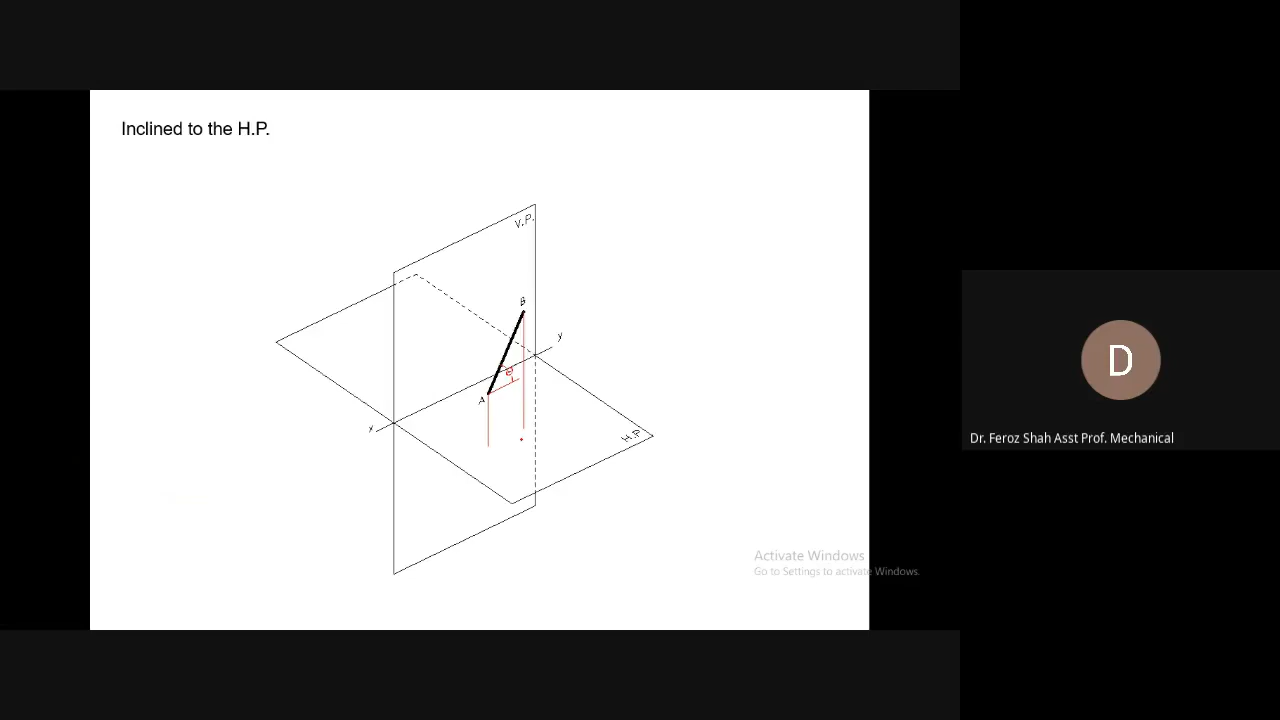 Inclined to the H.P.
V.P.
B
y
θ
A
x
H.P
D
Dr. Feroz Shah Asst Prof. Mechanical
Activate Windows
Go to Settings to activate Windows.